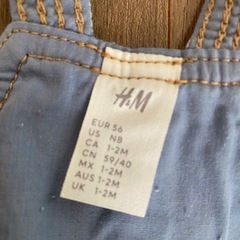 H&M
EUR 56
US NB
CA 1-2M
CN 59/40
MX 1-2M
AUS 1-2M
UK 1-2M